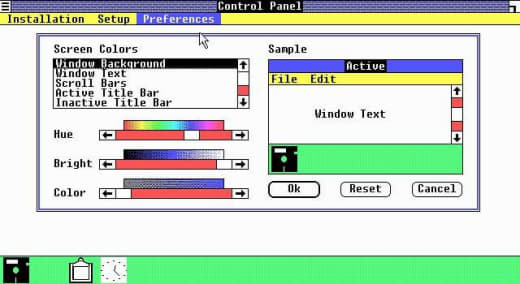 Control Panel
Installation Setup Preferences
Screen Colors
Window Background
Window Text
Scroll Bars
Active Title Bar
Inactive Title Bar
Hue
Bright
Color
Sample
Active
File Edit
Window Text
Ok Reset Cancel